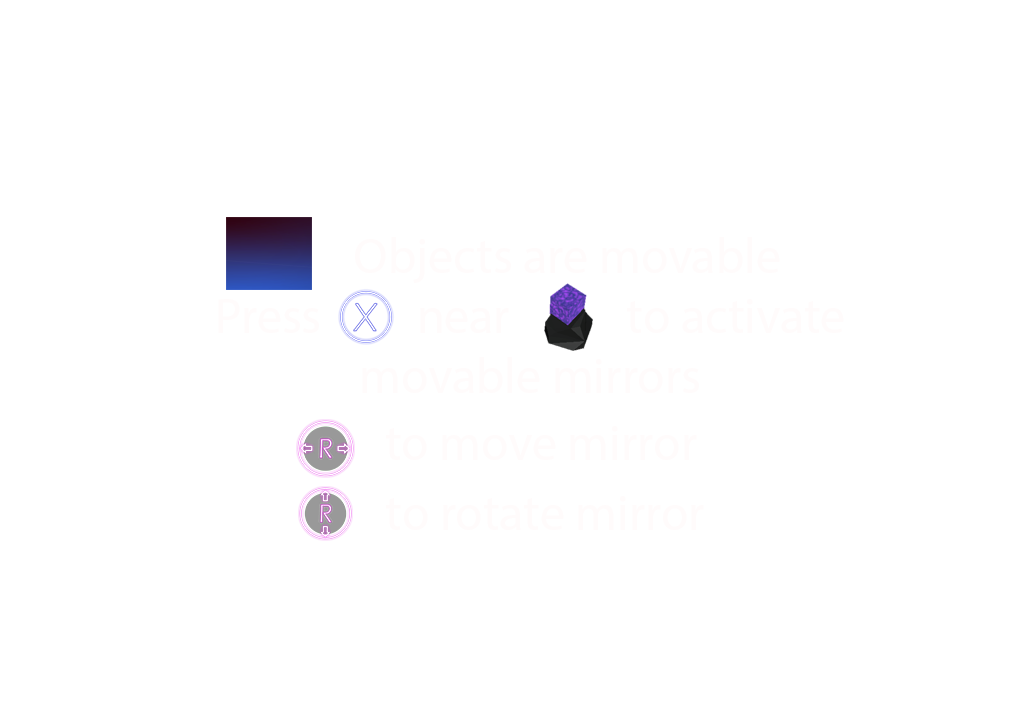 Objects are movable
Press X near to activate
movable mirrors
R to move mirror
R to rotate mirror